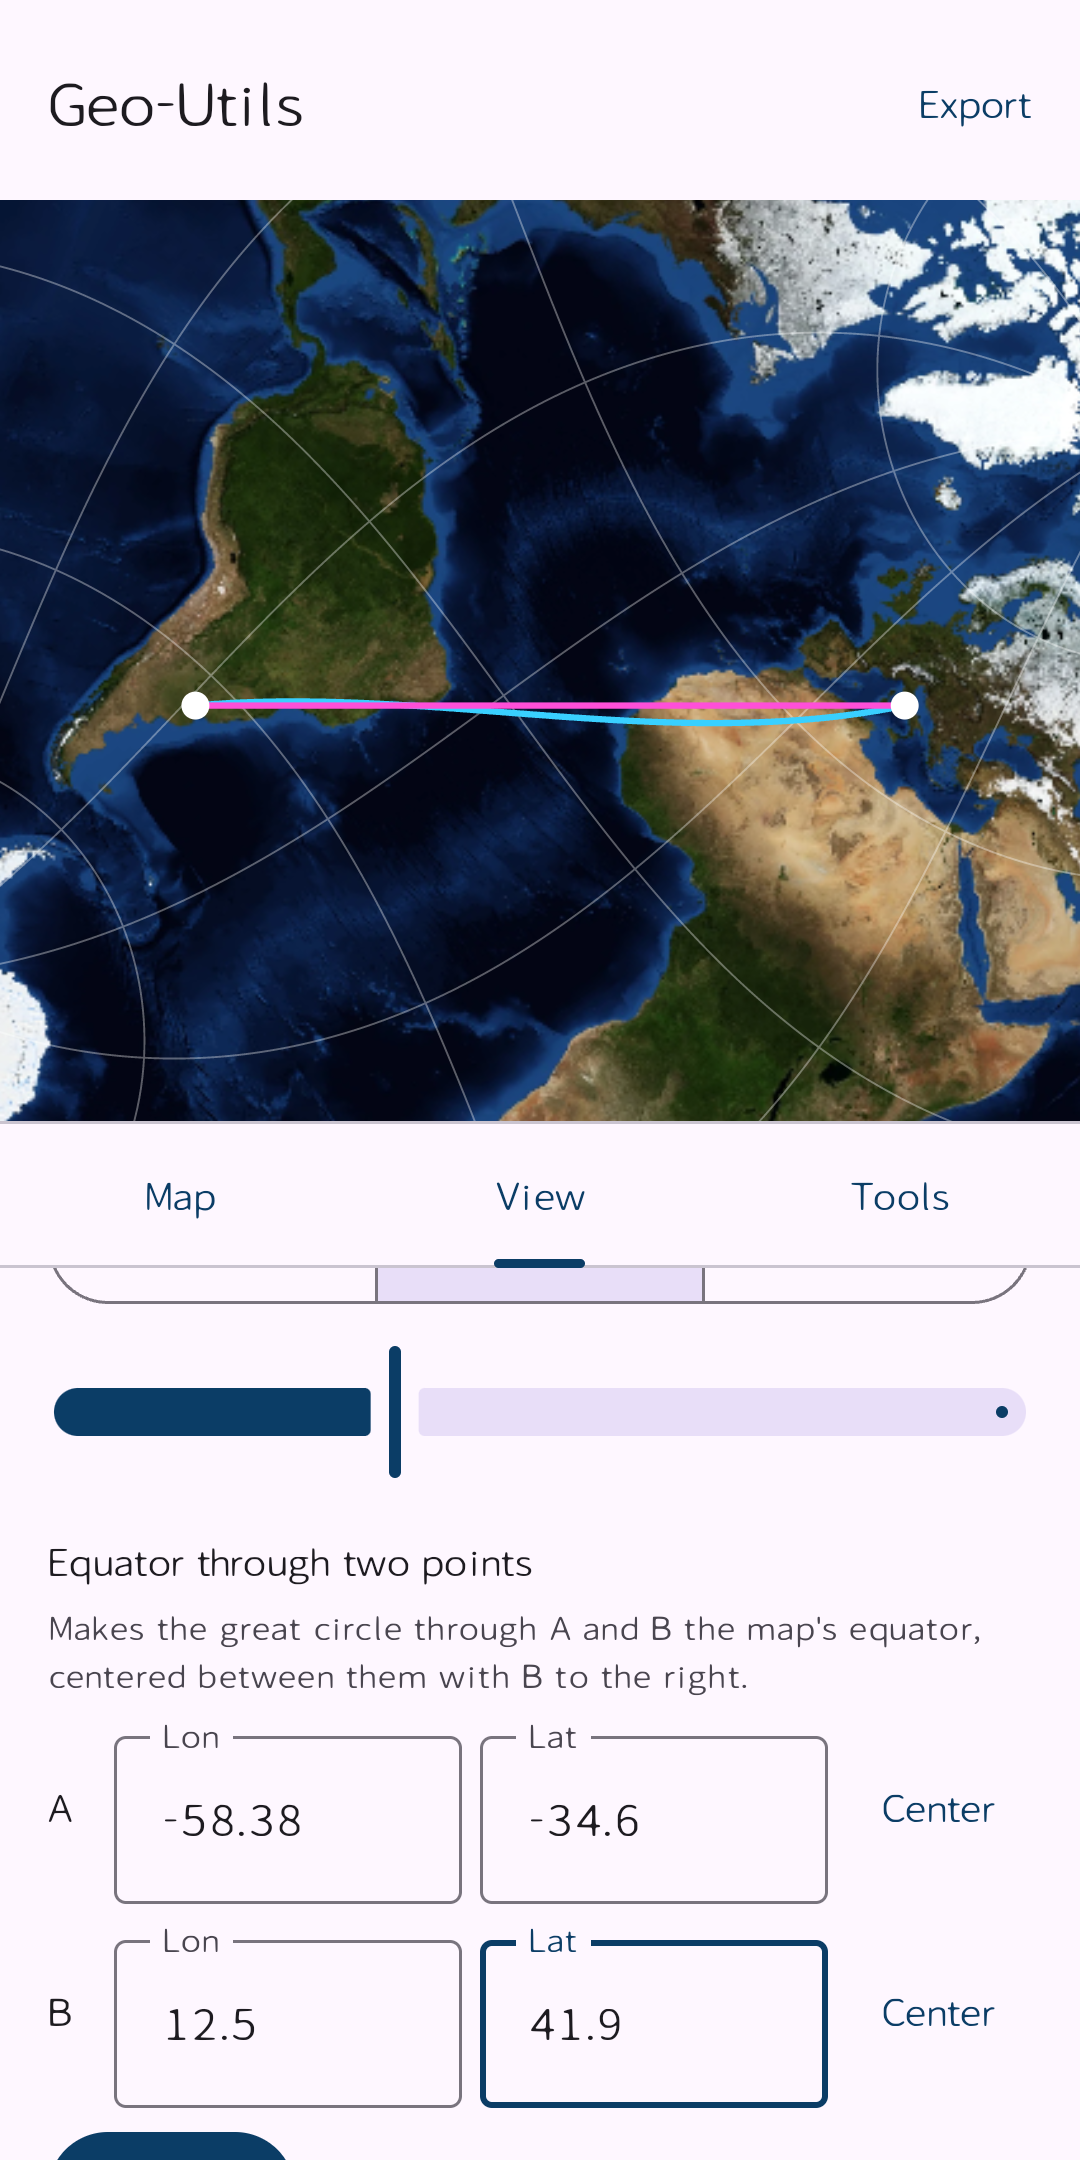 Geo-Utils
Export
Map
View
Tools
Equator through two points
Makes the great circle through A and B the map's equator,
centered between them with B to the right.
Lon
Lat
A
-58.38
-34.6
Center
Lon
Lat
B
12.5
41.9
Center